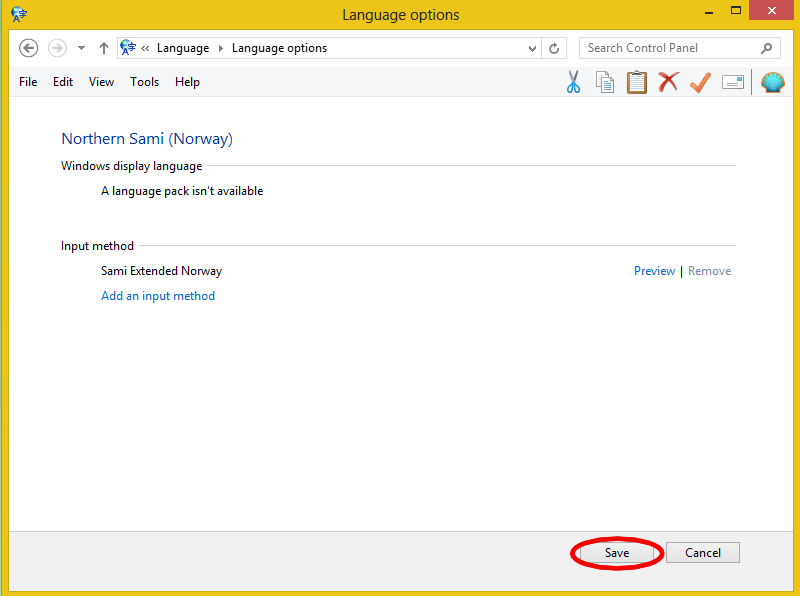 Language options
« Language Language options
Search Control Panel
File Edit View Tools Help
Northern Sami (Norway)
Windows display language
A language pack isn't available
Input method
Sami Extended Norway Preview | Remove
Add an input method
Save Cancel